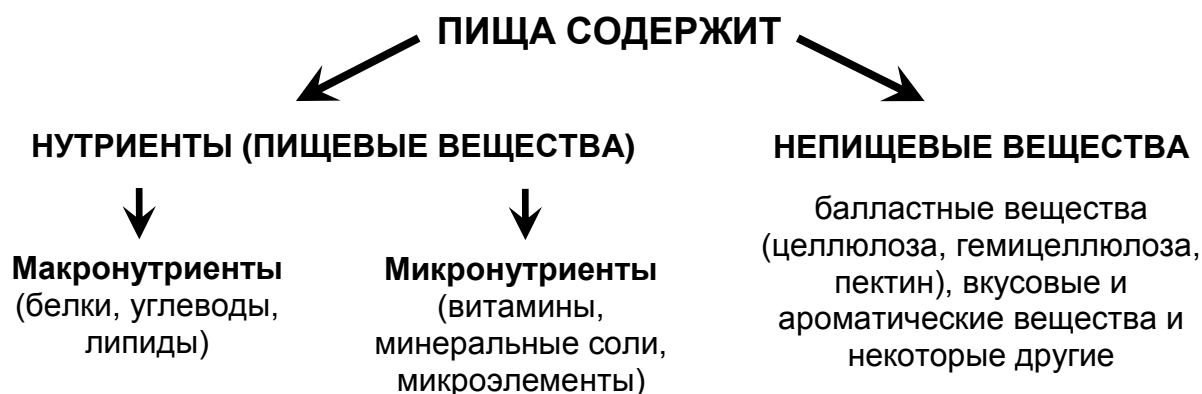 ПИЩА СОДЕРЖИТ
НУТРИЕНТЫ (ПИЩЕВЫЕ ВЕЩЕСТВА)
Макронутриенты
(белки, углеводы,
липиды)
Микронутриенты
(витамины,
минеральные соли,
микроэлементы)
НЕПИЩЕВЫЕ ВЕЩЕСТВА
балластные вещества
(целлюлоза, гемицеллюлоза,
пектин), вкусовые и
ароматические вещества и
некоторые другие